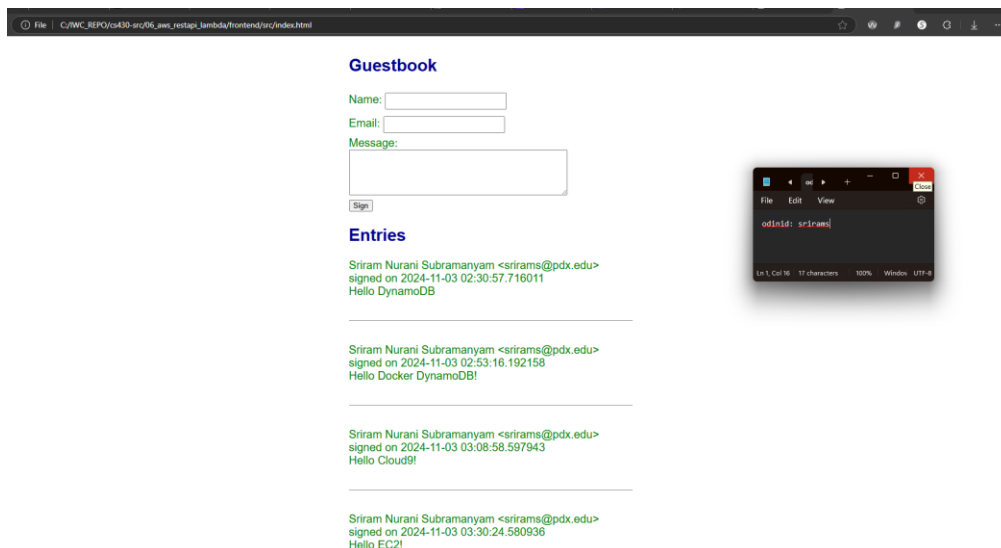 File C:/IWC_REPO/cs430-src/06_aws_restapi_lambda/frontend/src/index.html
Guestbook
Name:
Email:
Message:
Sign
Entries
Sriram Nurani Subramanyam <srirams@pdx.edu>
signed on 2024-11-03 02:30:57.716011
Hello DynamoDB
Sriram Nurani Subramanyam <srirams@pdx.edu>
signed on 2024-11-03 02:53:16.192158
Hello Docker DynamoDB!
Sriram Nurani Subramanyam <srirams@pdx.edu>
signed on 2024-11-03 03:08:58.597943
Hello Cloud9!
Sriram Nurani Subramanyam <srirams@pdx.edu>
signed on 2024-11-03 03:30:24.580936
Hello EC2!
Close
File Edit View
odinid: srirams
Ln 1, Col 16 17 characters 100% Window UTF-8